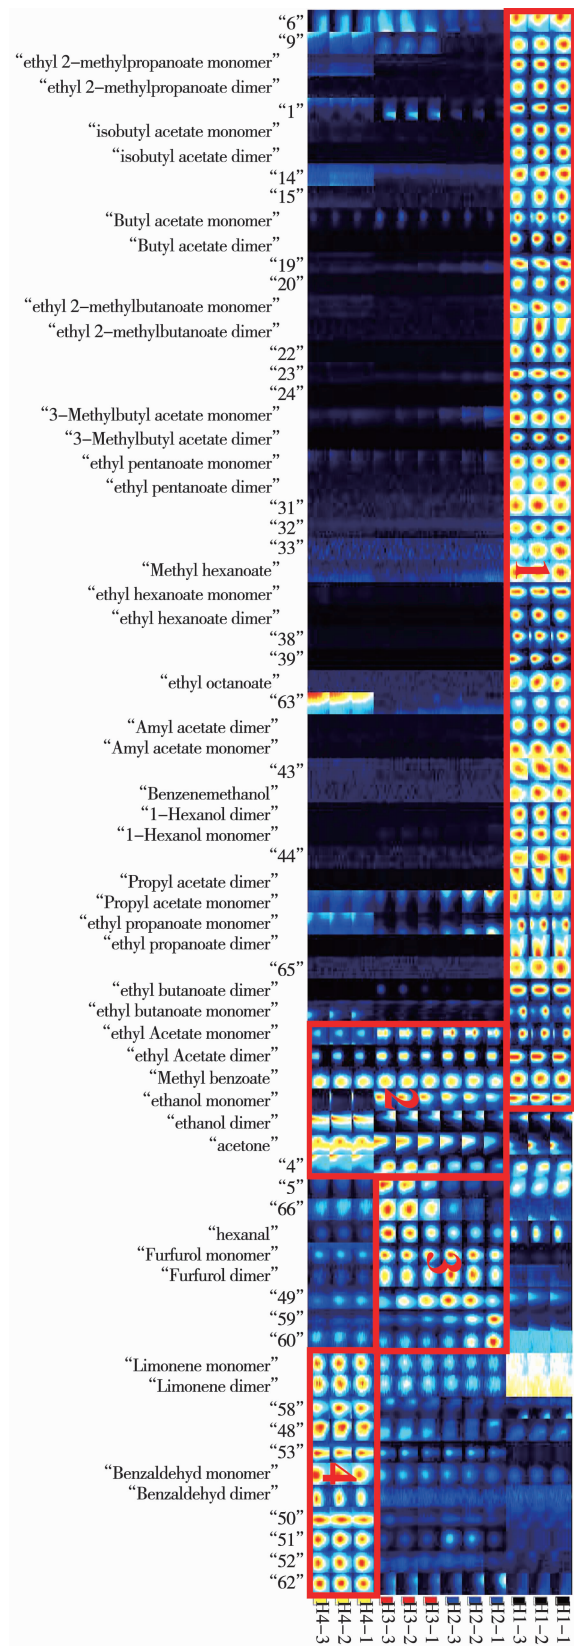 “6”
“9”
“ethyl 2-methylpropanoate monomer”
“ethyl 2-methylpropanoate dimer”
“1”
“isobutyl acetate monomer”
“isobutyl acetate dimer”
“14”
“15”
“Butyl acetate monomer”
“Butyl acetate dimer”
“19”
“20”
“ethyl 2-methylbutanoate monomer”
“ethyl 2-methylbutanoate dimer”
“22”
“23”
“24”
“3-Methylbutyl acetate monomer”
“3-Methylbutyl acetate dimer”
“ethyl pentanoate monomer”
“ethyl pentanoate dimer”
“31”
“32”
“33”
“Methyl hexanoate”
“ethyl hexanoate monomer”
“ethyl hexanoate dimer”
“38”
“39”
“ethyl octanoate”
“63”
“Amyl acetate dimer”
“Amyl acetate monomer”
“43”
“Benzenemethanol”
“1-Hexanol dimer”
“1-Hexanol monomer”
“44”
“Propyl acetate dimer”
“Propyl acetate monomer”
“ethyl propanoate monomer”
“ethyl propanoate dimer”
“65”
“ethyl butanoate dimer”
“ethyl butanoate monomer”
“ethyl Acetate monomer”
“ethyl Acetate dimer”
“Methyl benzoate”
“ethanol monomer”
“ethanol dimer”
“acetone”
“4”
“5”
“66”
“hexanal”
“Furfurol monomer”
“Furfurol dimer”
“49”
“59”
“60”
“Limonene monomer”
“Limonene dimer”
“58”
“48”
“53”
“Benzaldehyd monomer”
“Benzaldehyd dimer”
“50”
“51”
“52”
“62”
1
2
3
4
H4-3
H4-2
H4-1
H3-3
H3-2
H3-1
H2-3
H2-2
H2-1
H1-3
H1-2
H1-1